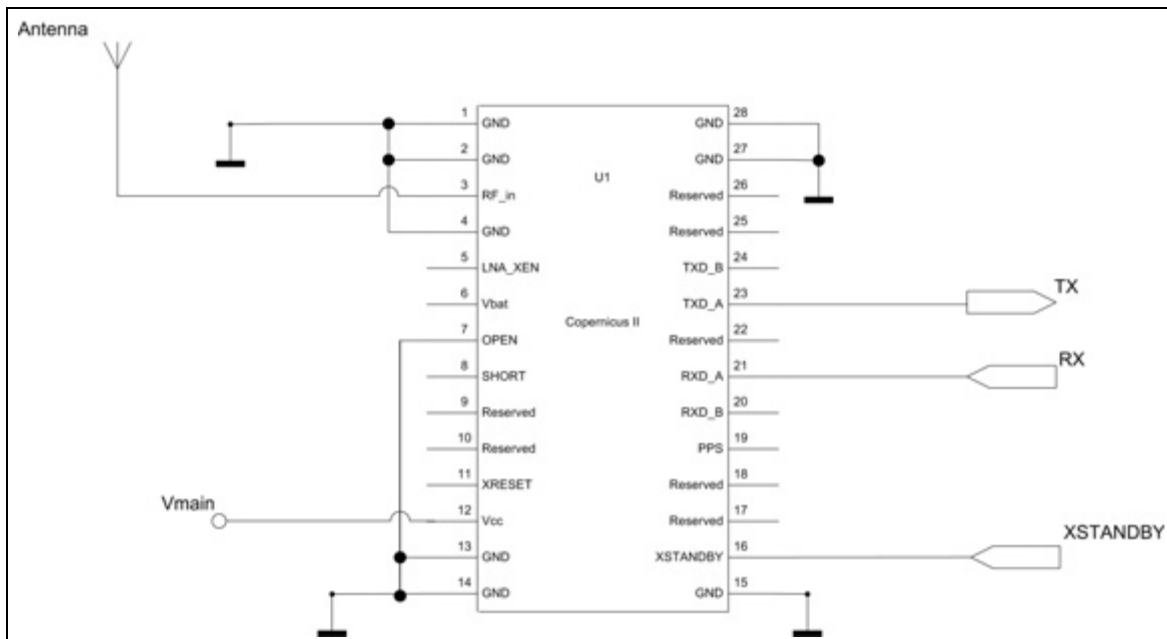 Antenna
1 GND
2 GND
3 RF_in
4 GND
5 LNA_XEN
6 Vbat
7 OPEN
8 SHORT
9 Reserved
10 Reserved
11 XRESET
Vmain
12 Vcc
13 GND
14 GND
U1
Copernicus II
28 GND
27 GND
26 Reserved
25 Reserved
24 TXD_B
23 TXD_A
TX
22 Reserved
21 RXD_A
RX
20 RXD_B
19 PPS
18 Reserved
17 Reserved
16 XSTANDBY
XSTANDBY
15 GND